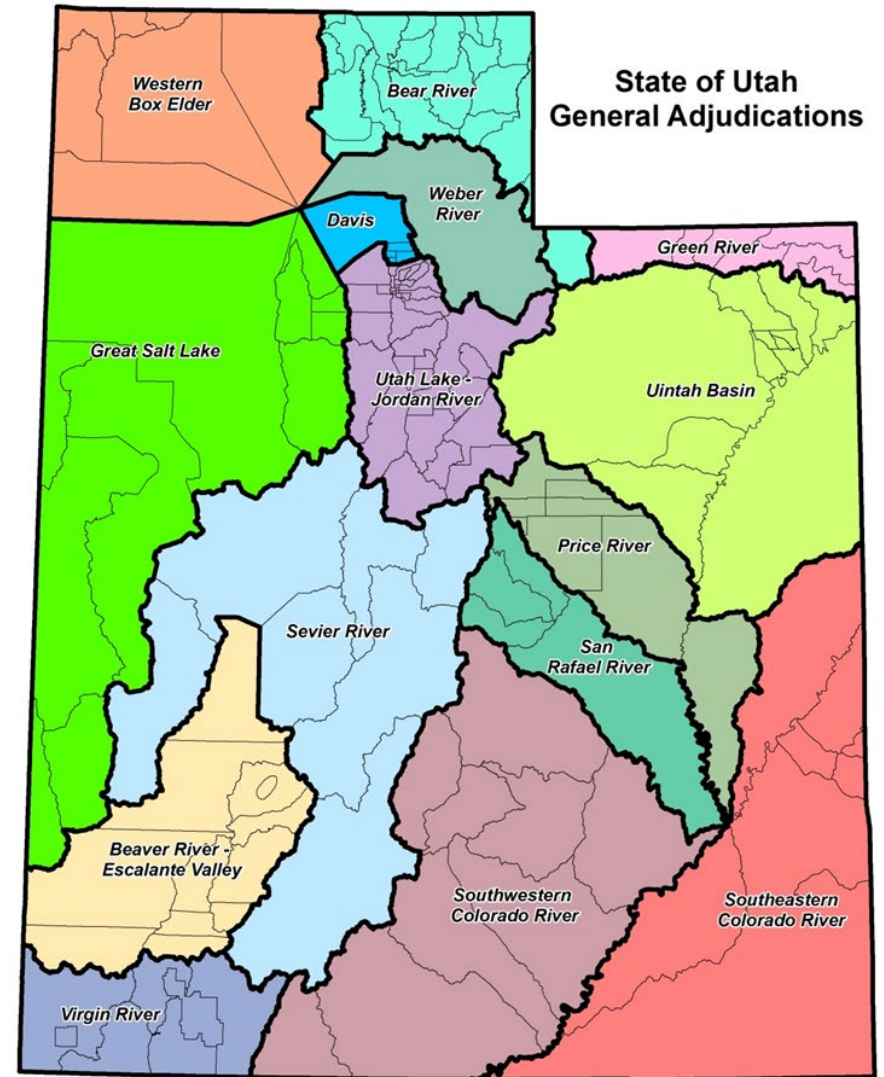 State of Utah
General Adjudications
Western
Box Elder
Bear River
Weber
River
Davis
Green River
Great Salt Lake
Utah Lake -
Jordan River
Uintah Basin
Price River
Sevier River
San
Rafael River
Beaver River -
Escalante Valley
Southwestern
Colorado River
Southeastern
Colorado River
Virgin River